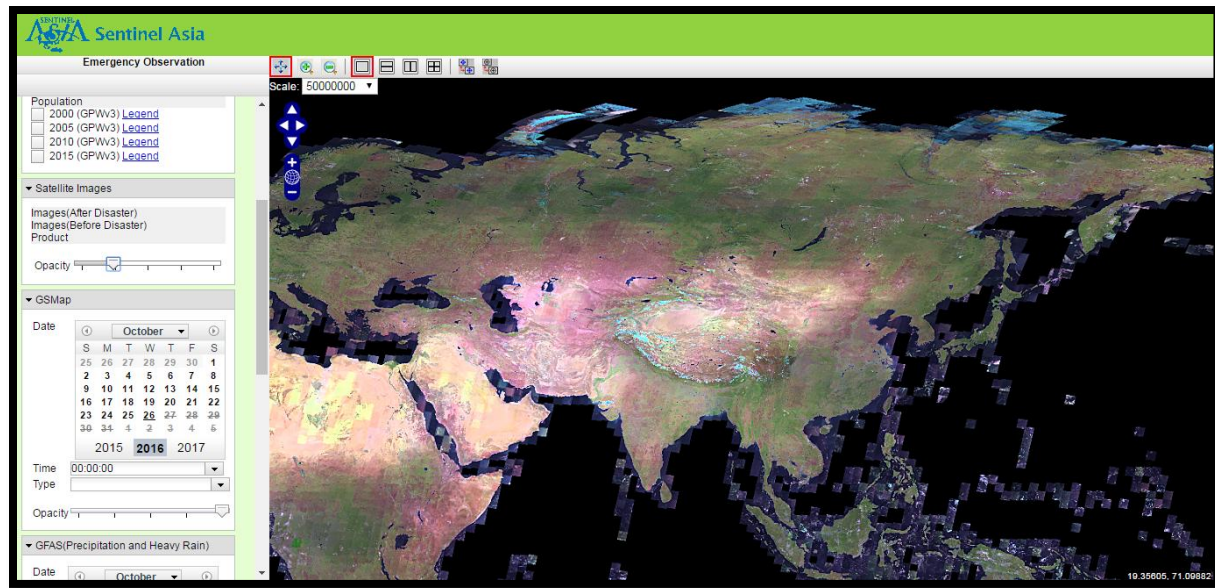 SENTINEL
ASIA
Sentinel Asia
Emergency Observation
Scale: 50000000
Population
2000 (GPWv3) Legend
2005 (GPWv3) Legend
2010 (GPWv3) Legend
2015 (GPWv3) Legend
Satellite Images
Images(After Disaster)
Images(Before Disaster)
Product
Opacity
GSMap
Date
October
S M T W T F S
25 26 27 28 29 30 1
2 3 4 5 6 7 8
9 10 11 12 13 14 15
16 17 18 19 20 21 22
23 24 25 26 27 28 29
30 31 1 2 3 4 5
2015 2016 2017
Time 00:00:00
Type
Opacity
GFAS(Precipitation and Heavy Rain)
Date
October
19.35605, 71.09882